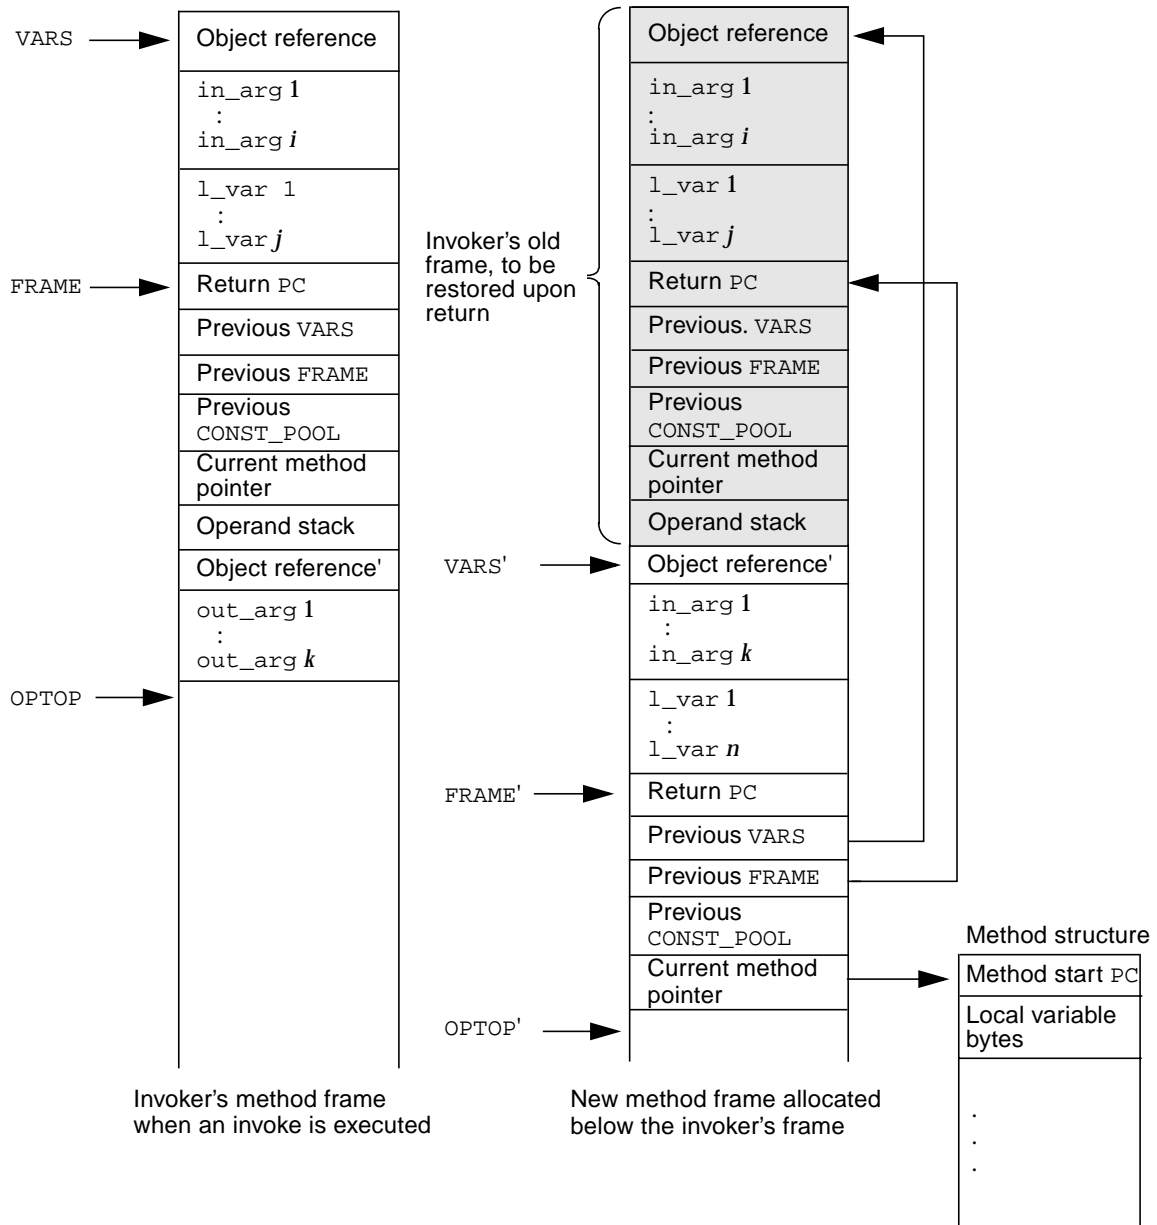 VARS
Object reference
in_arg 1
:
in_arg i
l_var 1
:
l_var j
FRAME
Return PC
Previous VARS
Previous FRAME
Previous
CONST_POOL
Current method
pointer
Operand stack
Object reference'
out_arg 1
:
out_arg k
OPTOP
Invoker’s method frame
when an invoke is executed
Invoker’s old
frame, to be
restored upon
return
Object reference
in_arg 1
:
in_arg i
l_var 1
:
l_var j
Return PC
Previous. VARS
Previous FRAME
Previous
CONST_POOL
Current method
pointer
Operand stack
VARS'
Object reference'
in_arg 1
:
in_arg k
l_var 1
:
l_var n
FRAME'
Return PC
Previous VARS
Previous FRAME
Previous
CONST_POOL
Current method
pointer
OPTOP'
New method frame allocated
below the invoker’s frame
Method structure
Method start PC
Local variable
bytes
.
.
.